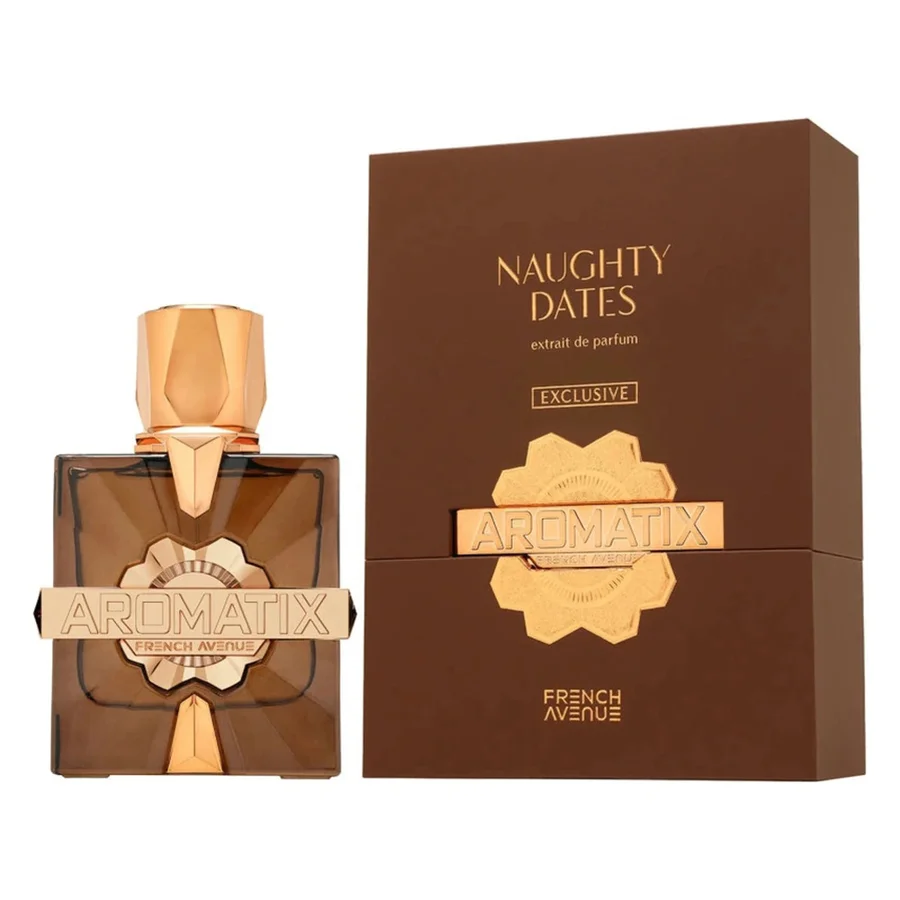 NAUGHTY
DATES
extrait de parfum
EXCLUSIVE
AROMATIX
FRENCH AVENUE
FRENCH
AVENUE
AROMATIX
FRENCH AVENUE